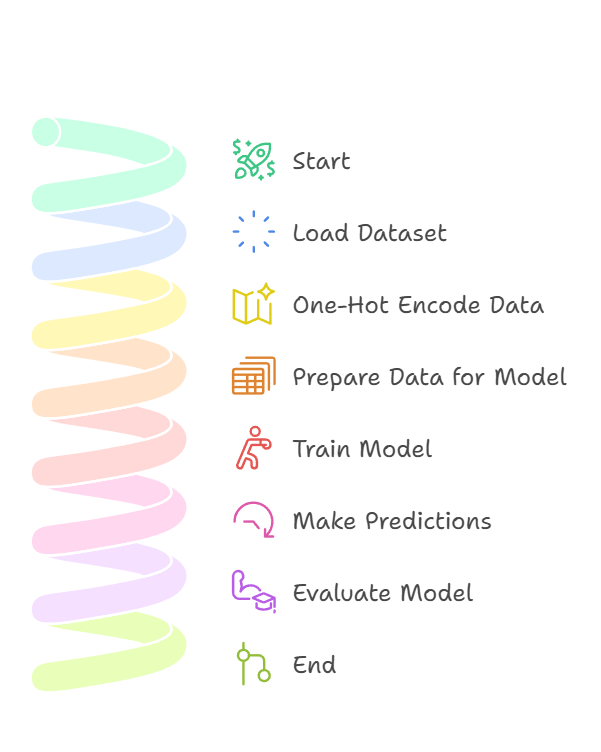 Start
Load Dataset
One-Hot Encode Data
Prepare Data for Model
Train Model
Make Predictions
Evaluate Model
End